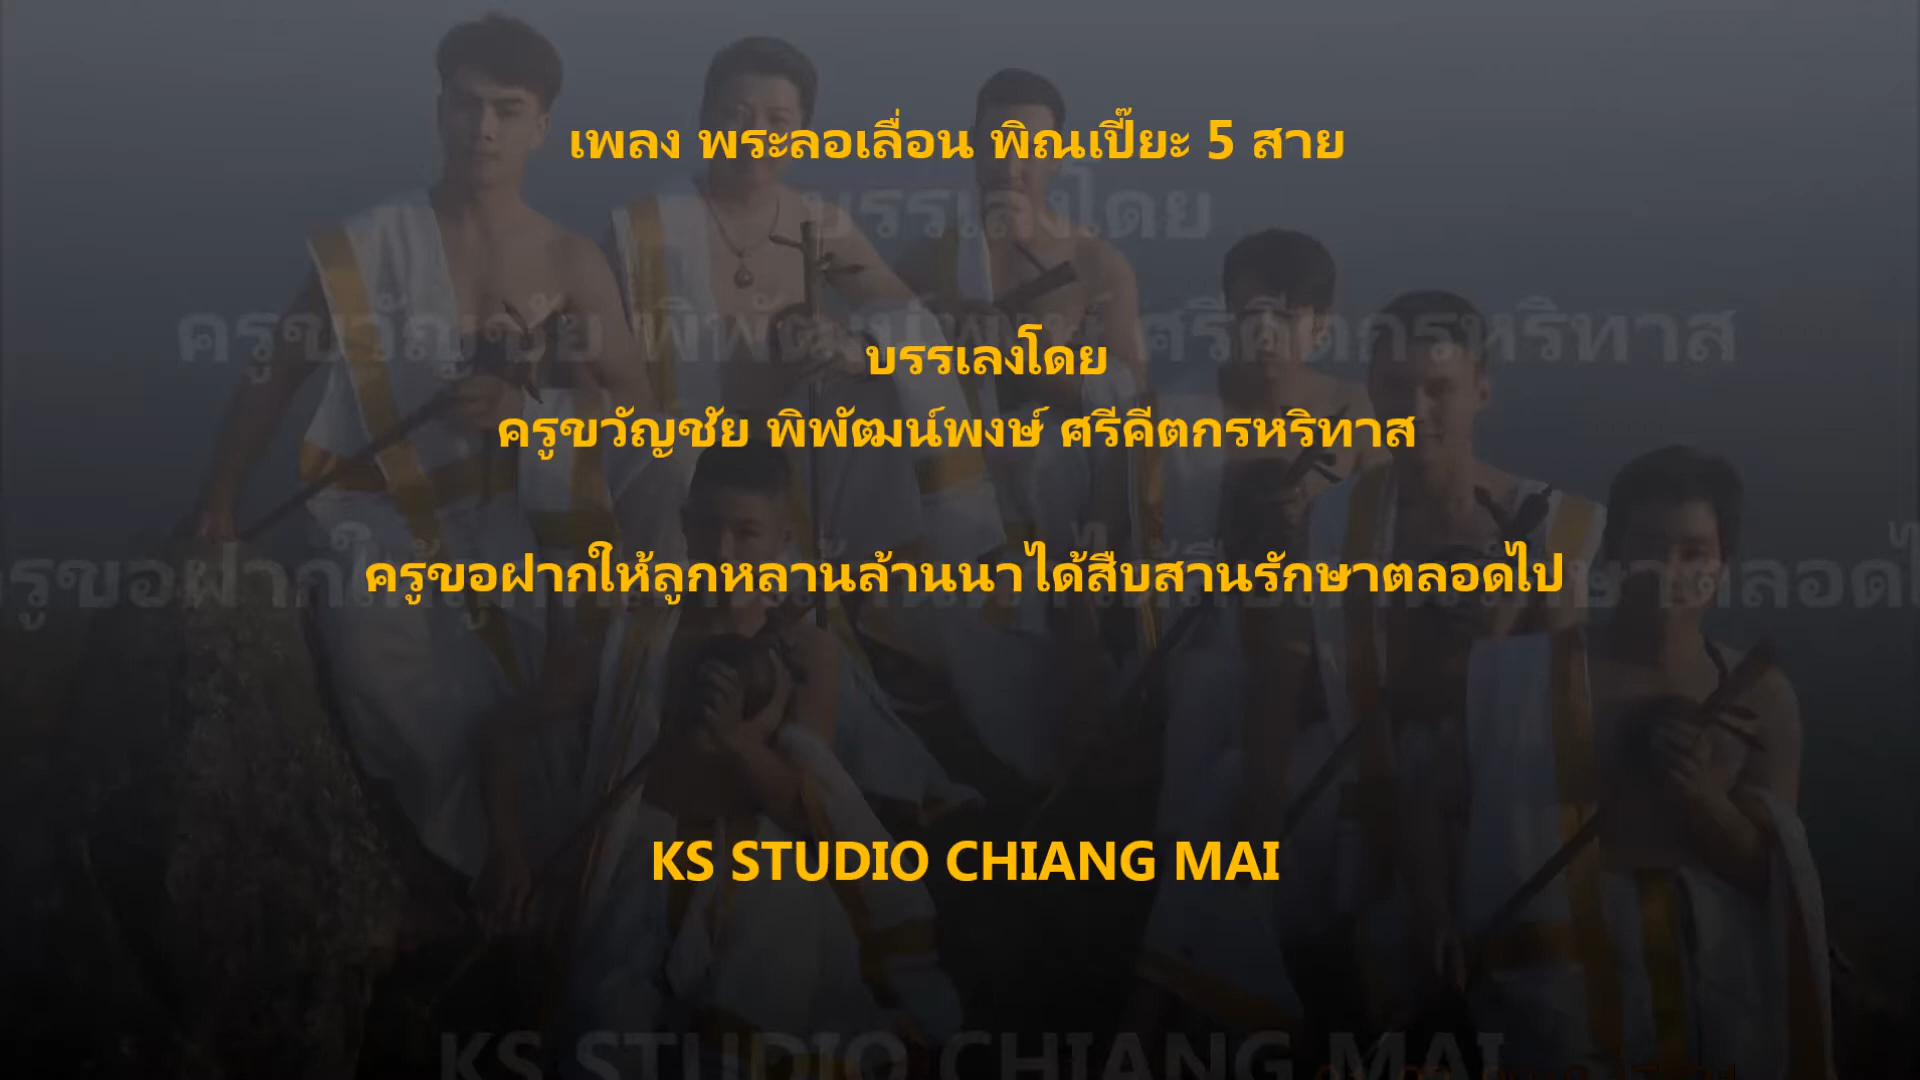 เพลง พระลอเลื่อน พิณเปี๊ยะ 5 สาย
บรรเลงโดย
ครูขวัญชัย พิพัฒน์พงษ์ ศรีคีตกรหริทาส
ครูขอฝากให้ลูกหลานล้านนาได้สืบสานรักษาตลอดไป
KS STUDIO CHIANG MAI